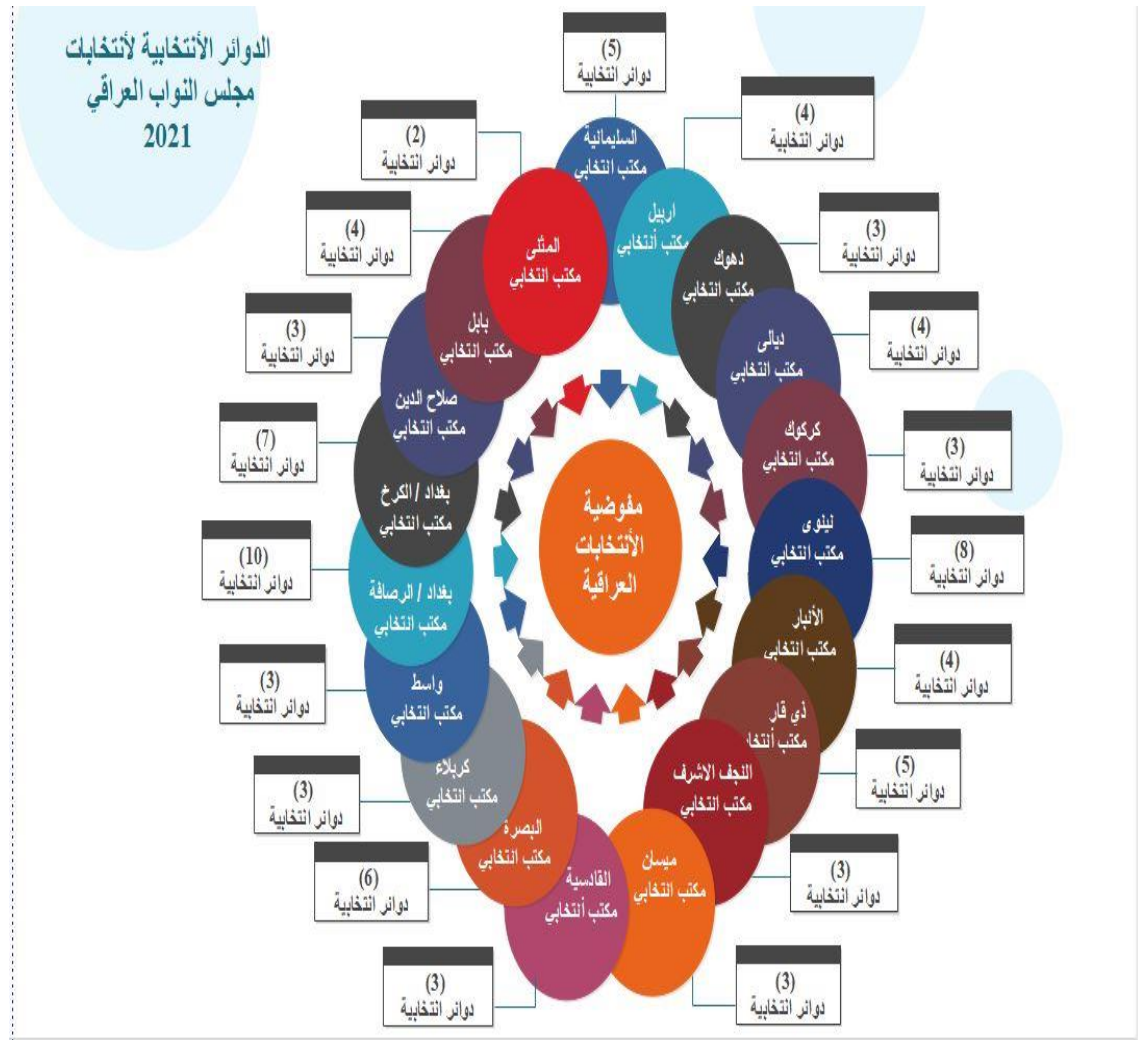 الدوائر الأنتخابية لأنتخابات
مجلس النواب العراقي
2021
(5)
دوائر انتخابية
السليمانية
مكتب انتخابي
(4)
دوائر انتخابية
اربيل
مكتب أنتخابي
(3)
دوائر انتخابية
دهوك
مكتب انتخابي
(4)
دوائر انتخابية
ديالى
مكتب انتخابي
(3)
دوائر انتخابية
كركوك
مكتب انتخابي
(8)
دوائر انتخابية
نينوى
مكتب انتخابي
(4)
دوائر انتخابية
الأنبار
مكتب انتخابي
(5)
دوائر انتخابية
ذي قار
مكتب
(3)
دوائر انتخابية
النجف الاشرف
مكتب انتخابي
(3)
دوائر انتخابية
ميسان
مكتب انتخابي
(3)
دوائر انتخابية
القادسية
مكتب أنتخابي
(6)
دوائر انتخابية
البصرة
مكتب انتخابي
(3)
دوائر انتخابية
كربلاء
مكتب انتخابي
(3)
دوائر انتخابية
واسط
مكتب انتخابي
(10)
دوائر انتخابية
بغداد / الرصافة
مكتب انتخابي
(7)
دوائر انتخابية
بغداد / الكرخ
مكتب انتخابي
(3)
دوائر انتخابية
صلاح الدين
مكتب انتخابي
(4)
دوائر انتخابية
بابل
مكتب انتخابي
(2)
دوائر انتخابية
المثنى
مكتب انتخابي
مفوضية
الأنتخابات
العراقية